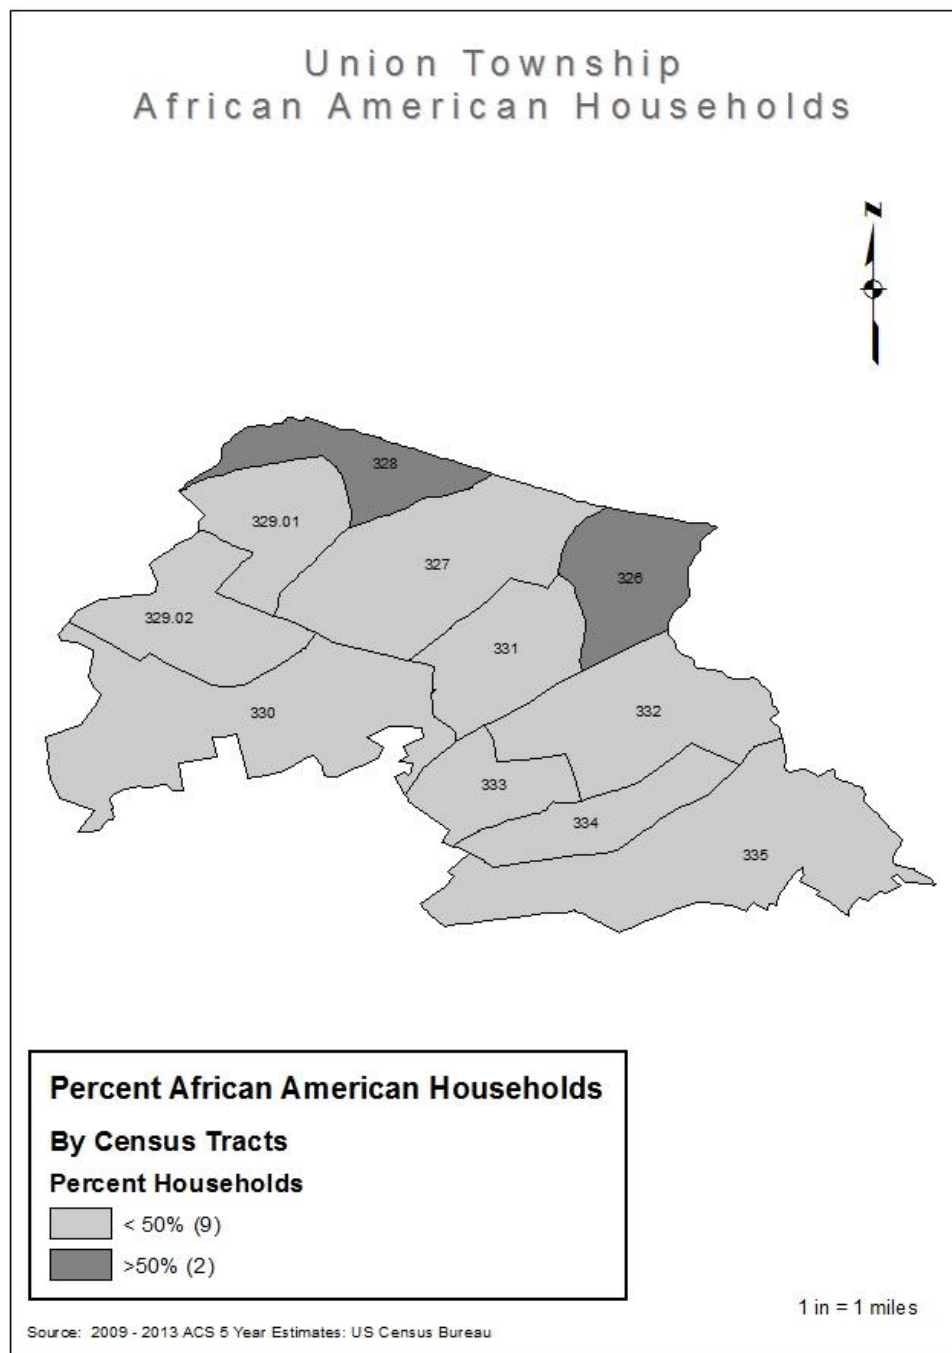 Union Township
African American Households
N
328
329.01
327
326
329.02
331
330
332
333
334
335
Percent African American Households
By Census Tracts
Percent Households
< 50% (9)
>50% (2)
1 in = 1 miles
Source:  2009 - 2013 ACS 5 Year Estimates: US Census Bureau